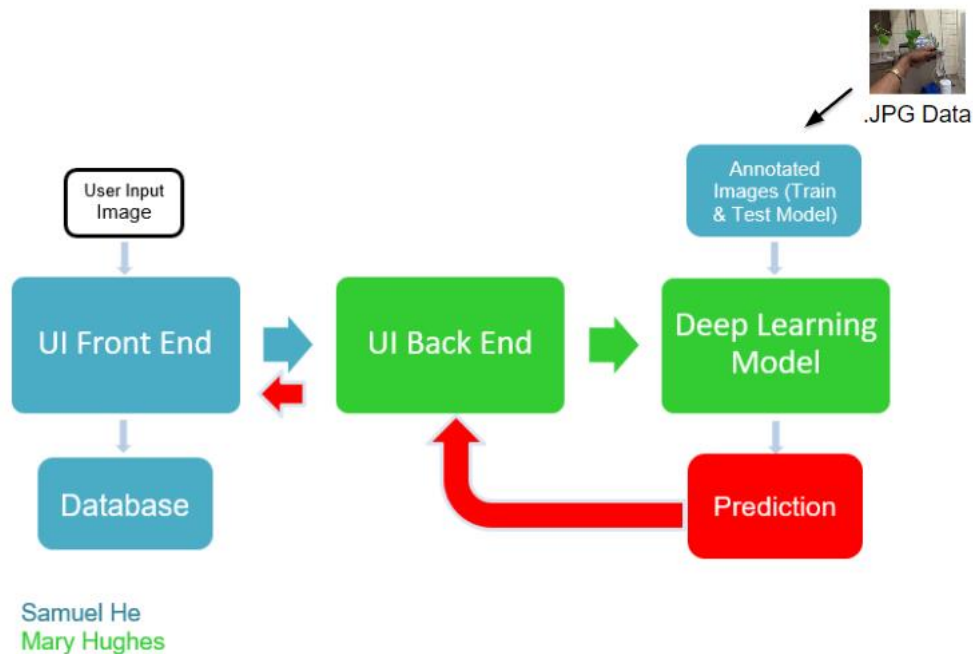 .JPG Data
User Input
Image
Annotated
Images (Train
& Test Model)
UI Front End
UI Back End
Deep Learning
Model
Database
Prediction
Samuel He
Mary Hughes